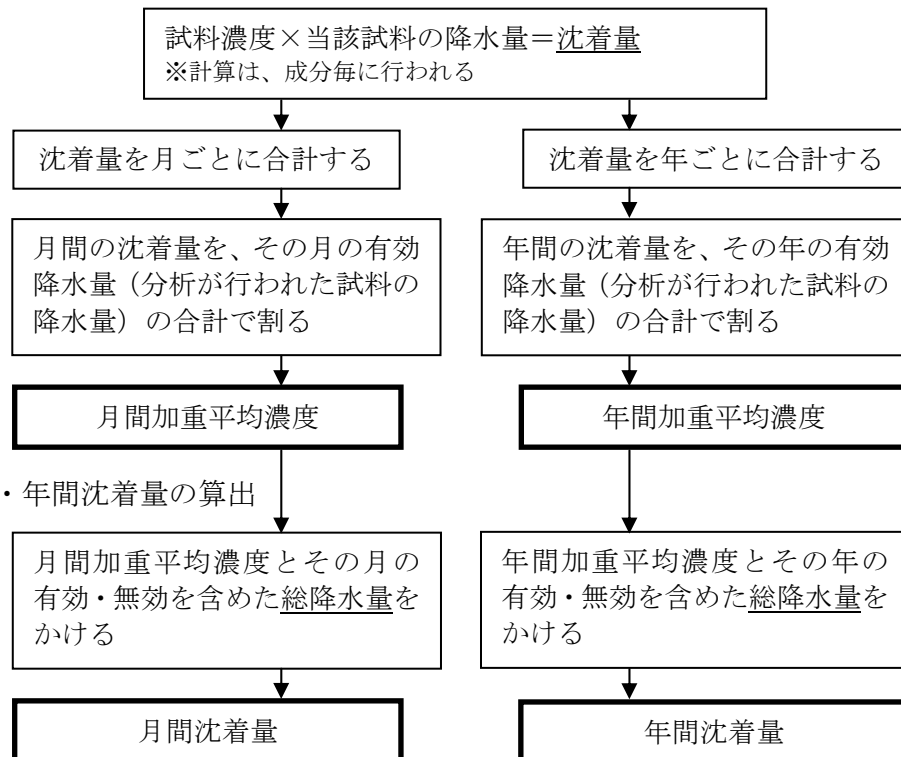 試料濃度×当該試料の降水量＝沈着量
※計算は、成分毎に行われる
沈着量を月ごとに合計する
沈着量を年ごとに合計する
月間の沈着量を、その月の有効
降水量（分析が行われた試料の
降水量）の合計で割る
年間の沈着量を、その年の有効
降水量（分析が行われた試料の
降水量）の合計で割る
月間加重平均濃度
年間加重平均濃度
・年間沈着量の算出
月間加重平均濃度とその月の
有効・無効を含めた総降水量を
かける
年間加重平均濃度とその年の
有効・無効を含めた総降水量を
かける
月間沈着量
年間沈着量